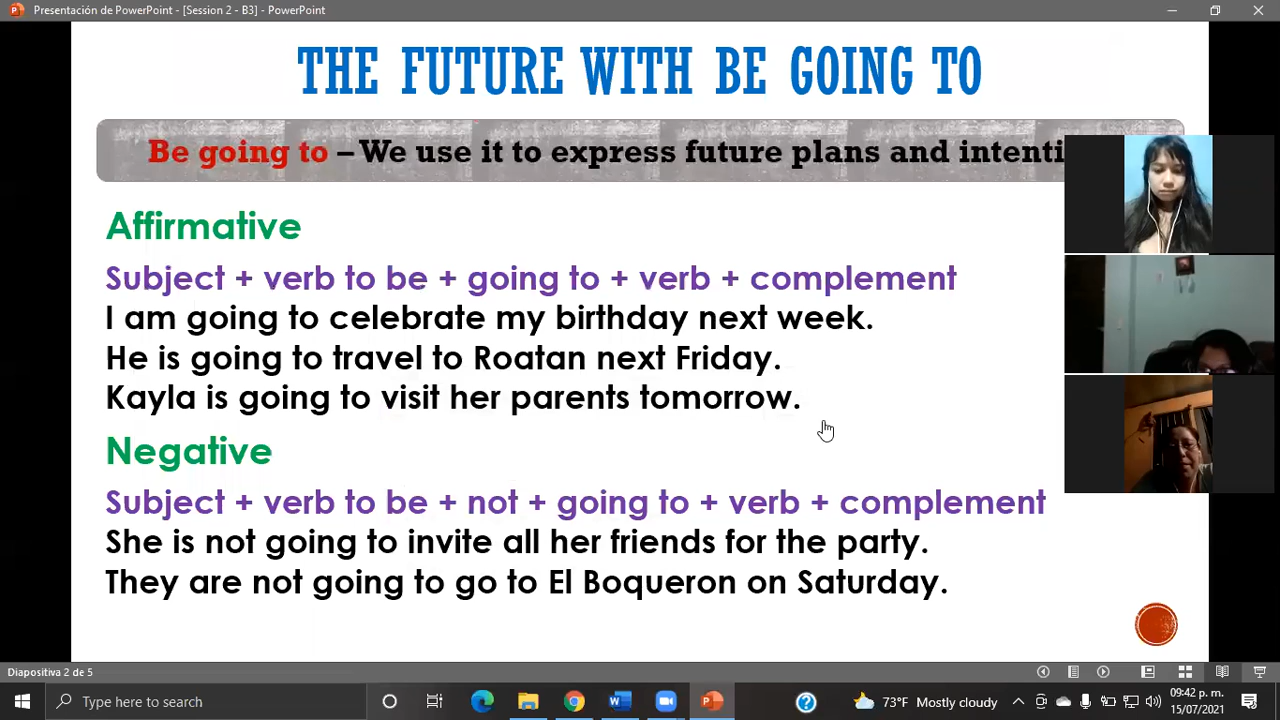 Presentación de PowerPoint - [Session 2 - B3] - PowerPoint
THE FUTURE WITH BE GOING TO
Be going to – We use it to express future plans and intenti
Affirmative
Subject + verb to be + going to + verb + complement
I am going to celebrate my birthday next week.
He is going to travel to Roatan next Friday.
Kayla is going to visit her parents tomorrow.
Negative
Subject + verb to be + not + going to + verb + complement
She is not going to invite all her friends for the party.
They are not going to go to El Boqueron on Saturday.
Diapositiva 2 de 5
Type here to search
73°F Mostly cloudy
09:42 p. m.
15/07/2021